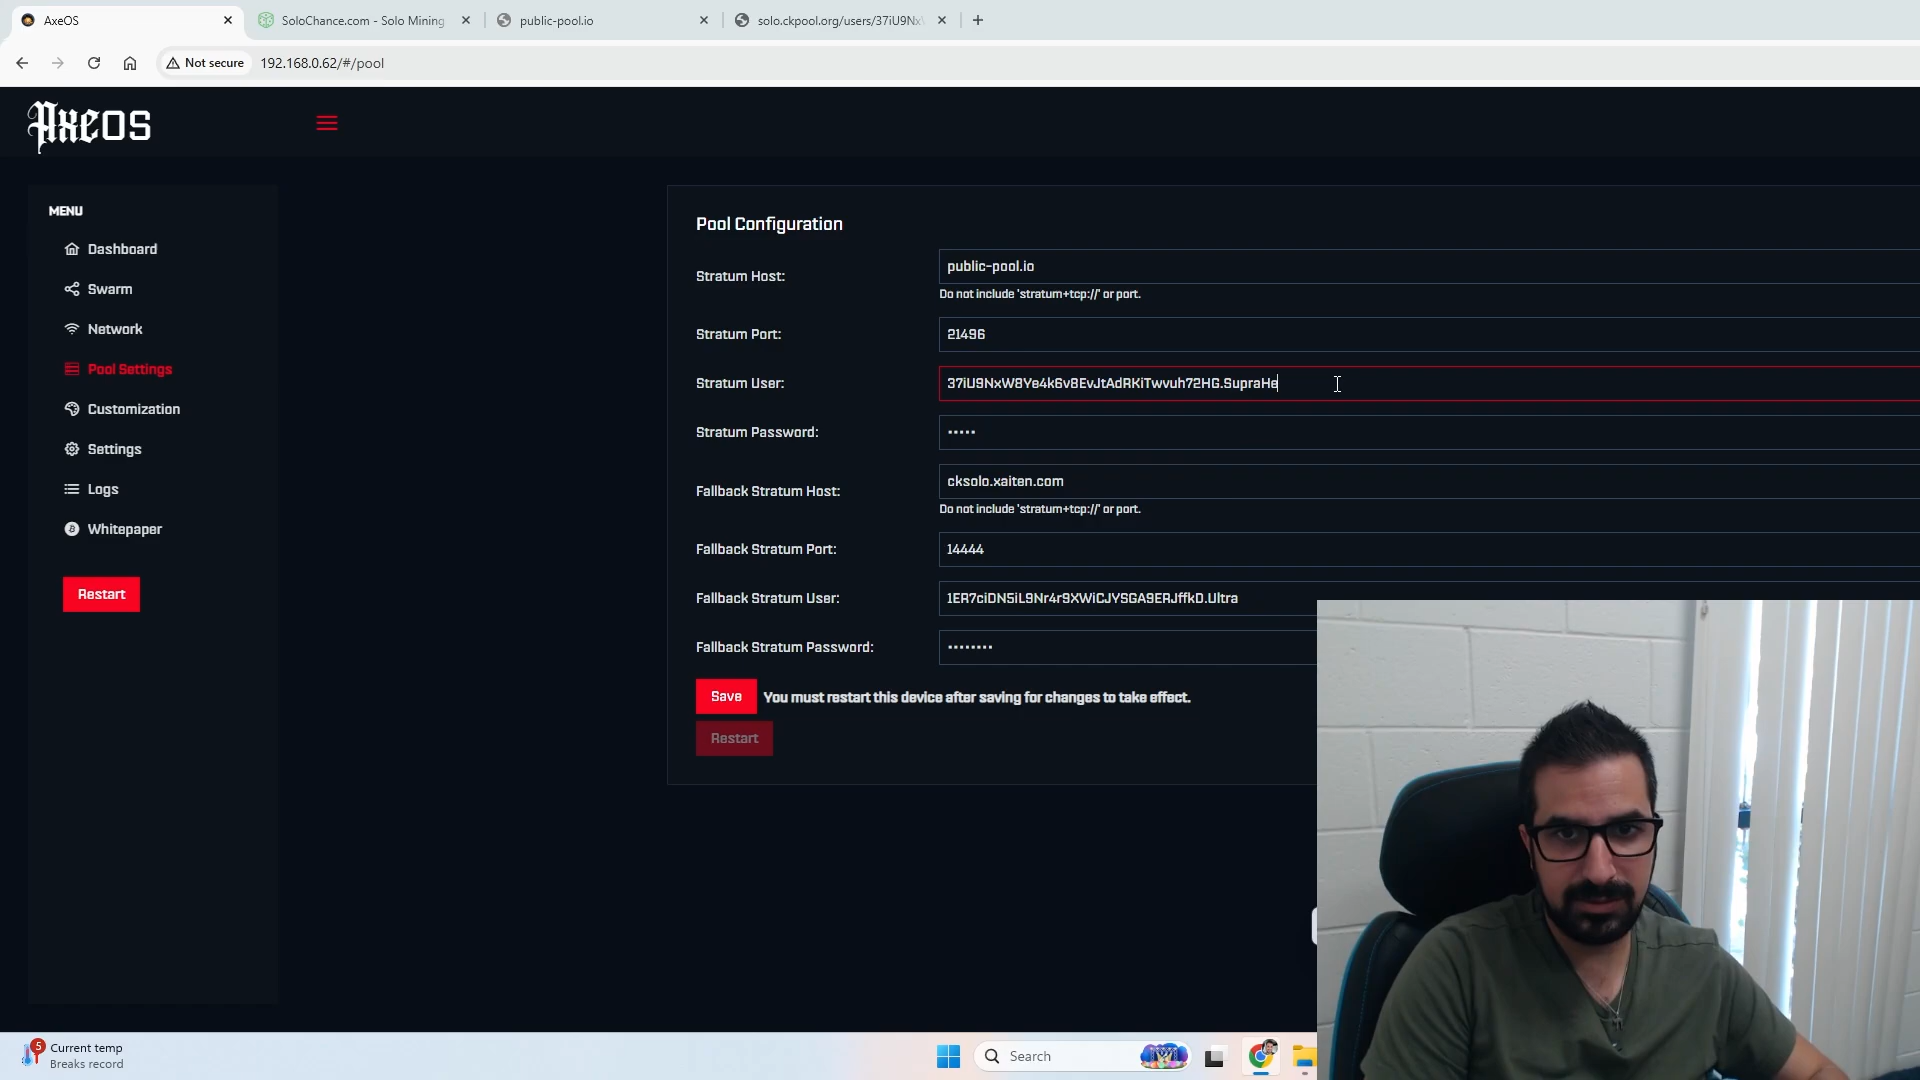 AxeOS
SoloChance.com - Solo Mining
public-pool.io
solo.ckpool.org/users/37iU9Nx
Not secure
192.168.0.62/#/pool
AxeOS
MENU
Dashboard
Swarm
Network
Pool Settings
Customization
Settings
Logs
Whitepaper
Restart
Pool Configuration
Stratum Host:
public-pool.io
Do not include 'stratum+tcp://' or port.
Stratum Port:
21496
Stratum User:
37iU9NxW8Ye4k6v8EvJtAdRKiTwvuh72HG.SupraHe
Stratum Password:
•••••
Fallback Stratum Host:
cksolo.xaiten.com
Do not include 'stratum+tcp://' or port.
Fallback Stratum Port:
14444
Fallback Stratum User:
1ER7ciDN5iL9Nr4r9XWiCJYSGA9ERJffkD.Ultra
Fallback Stratum Password:
••••••••
Save
You must restart this device after saving for changes to take effect.
Restart
5
Current temp
Breaks record
Search